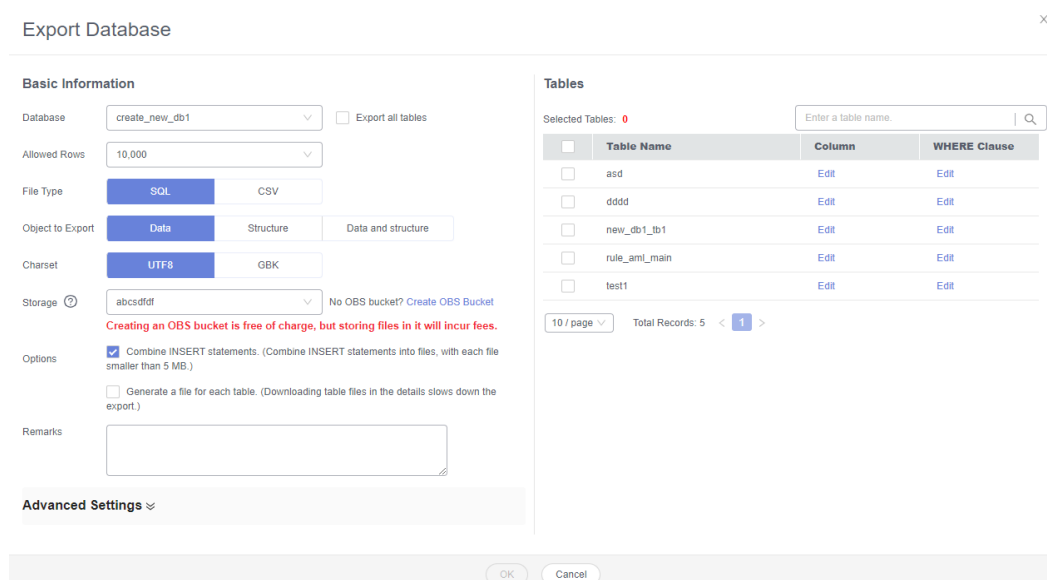 Export Database
Basic Information
Database create_new_db1 Export all tables
Allowed Rows 10,000
File Type SQL CSV
Object to Export Data Structure Data and structure
Charset UTF8 GBK
Storage ? abcsdfdf No OBS bucket? Create OBS Bucket
Creating an OBS bucket is free of charge, but storing files in it will incur fees.
Options Combine INSERT statements. (Combine INSERT statements into files, with each file
smaller than 5 MB.)
Generate a file for each table. (Downloading table files in the details slows down the
export.)
Remarks
Advanced Settings
Tables
Selected Tables: 0 Enter a table name.
Table Name Column WHERE Clause
asd Edit Edit
dddd Edit Edit
new_db1_tb1 Edit Edit
rule_aml_main Edit Edit
test1 Edit Edit
10 / page Total Records: 5 < 1 >
OK Cancel